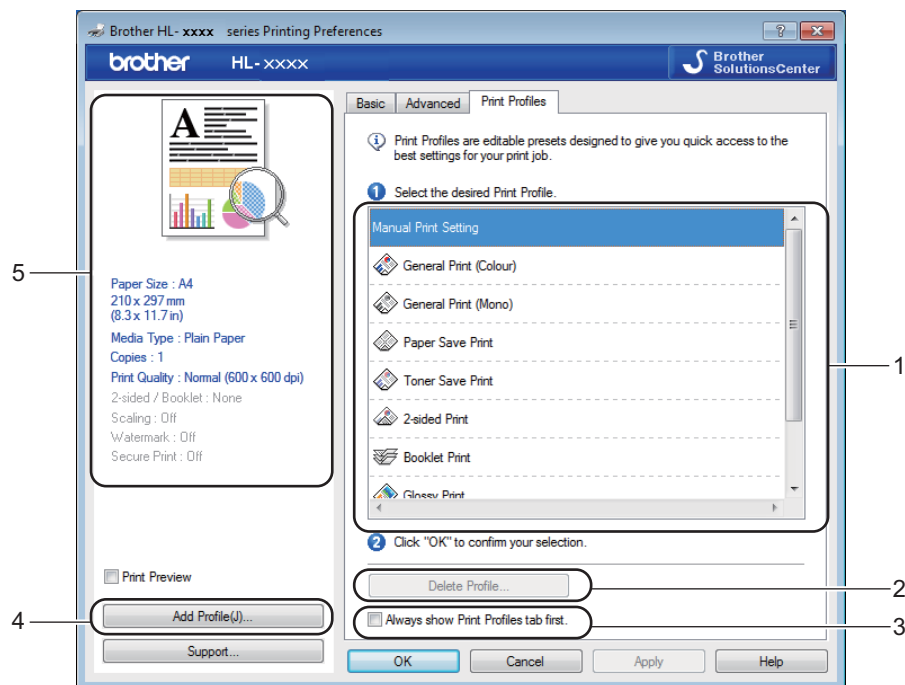 Brother HL- xxxx series Printing Preferences
brother HL-xxxx
Brother
SolutionsCenter
Basic Advanced Print Profiles
Print Profiles are editable presets designed to give you quick access to the
best settings for your print job.
1 Select the desired Print Profile.
Manual Print Setting
General Print (Colour)
General Print (Mono)
Paper Save Print
Toner Save Print
2-sided Print
Booklet Print
Glossy Print
2 Click "OK" to confirm your selection.
Delete Profile...
Always show Print Profiles tab first.
OK Cancel Apply Help
A
Paper Size : A4
210 x 297 mm
(8.3 x 11.7 in)
Media Type : Plain Paper
Copies : 1
Print Quality : Normal (600 x 600 dpi)
2-sided / Booklet : None
Scaling : Off
Watermark : Off
Secure Print : Off
Print Preview
Add Profile(J)...
Support...
1
2
3
4
5